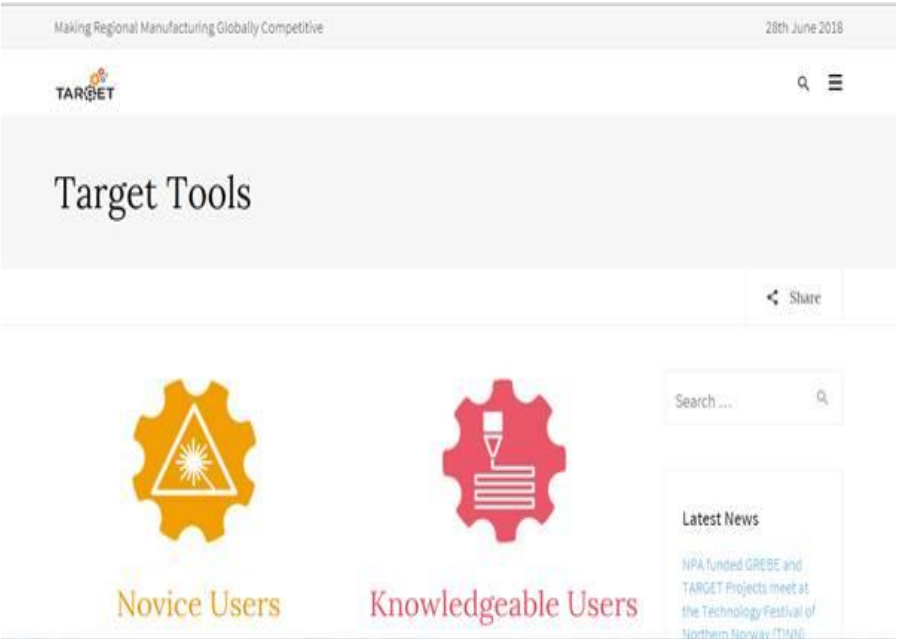 Making Regional Manufacturing Globally Competitive
28th June 2018
TARGET
Target Tools
Share
Search ...
Novice Users
Knowledgeable Users
Latest News
NPA funded GREBE and
TARGET Projects meet at
the Technology Festival of
Northern Norway (TINN)